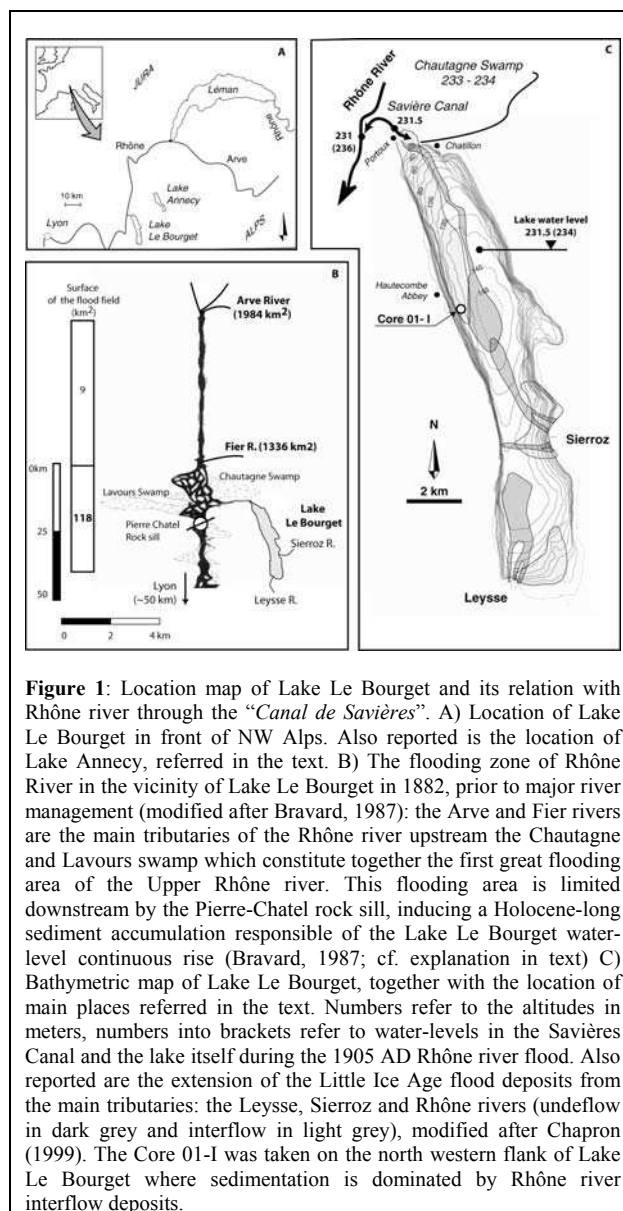 A
JURA
Léman
Rhône
Rhône
Arve
10 km
Lake
Annecy
Lyon
Lake
Le Bourget
ALPS
B
Surface
of the flood field
(km²)
9
118
0km
25
50
Arve River
(1984 km²)
Fier R. (1336 km2)
Chautagne Swamp
Lavours Swamp
Pierre Chatel
Rock sill
Lake
Le Bourget
Sierroz R.
Leysse R.
Lyon
(~50 km)
0 2 4 km
C
Rhône River
Chautagne Swamp
233 - 234
Savière Canal
231.5
231
(236)
Portoux
Chatillon
Lake water level
231.5 (234)
Hautecombe
Abbey
Core 01- I
N
2 km
Sierroz
Leysse
Figure 1: Location map of Lake Le Bourget and its relation with
Rhône river through the “Canal de Savières”. A) Location of Lake
Le Bourget in front of NW Alps. Also reported is the location of
Lake Annecy, referred in the text. B) The flooding zone of Rhône
River in the vicinity of Lake Le Bourget in 1882, prior to major river
management (modified after Bravard, 1987): the Arve and Fier rivers
are the main tributaries of the Rhône river upstream the Chautagne
and Lavours swamp which constitute together the first great flooding
area of the Upper Rhône river. This flooding area is limited
downstream by the Pierre-Chatel rock sill, inducing a Holocene-long
sediment accumulation responsible of the Lake Le Bourget water-
level continuous rise (Bravard, 1987; cf. explanation in text) C)
Bathymetric map of Lake Le Bourget, together with the location of
main places referred in the text. Numbers refer to the altitudes in
meters, numbers into brackets refer to water-levels in the Savières
Canal and the lake itself during the 1905 AD Rhône river flood. Also
reported are the extension of the Little Ice Age flood deposits from
the main tributaries: the Leysse, Sierroz and Rhône rivers (undeflow
in dark grey and interflow in light grey), modified after Chapron
(1999). The Core 01-I was taken on the north western flank of Lake
Le Bourget where sedimentation is dominated by Rhône river
interflow deposits.